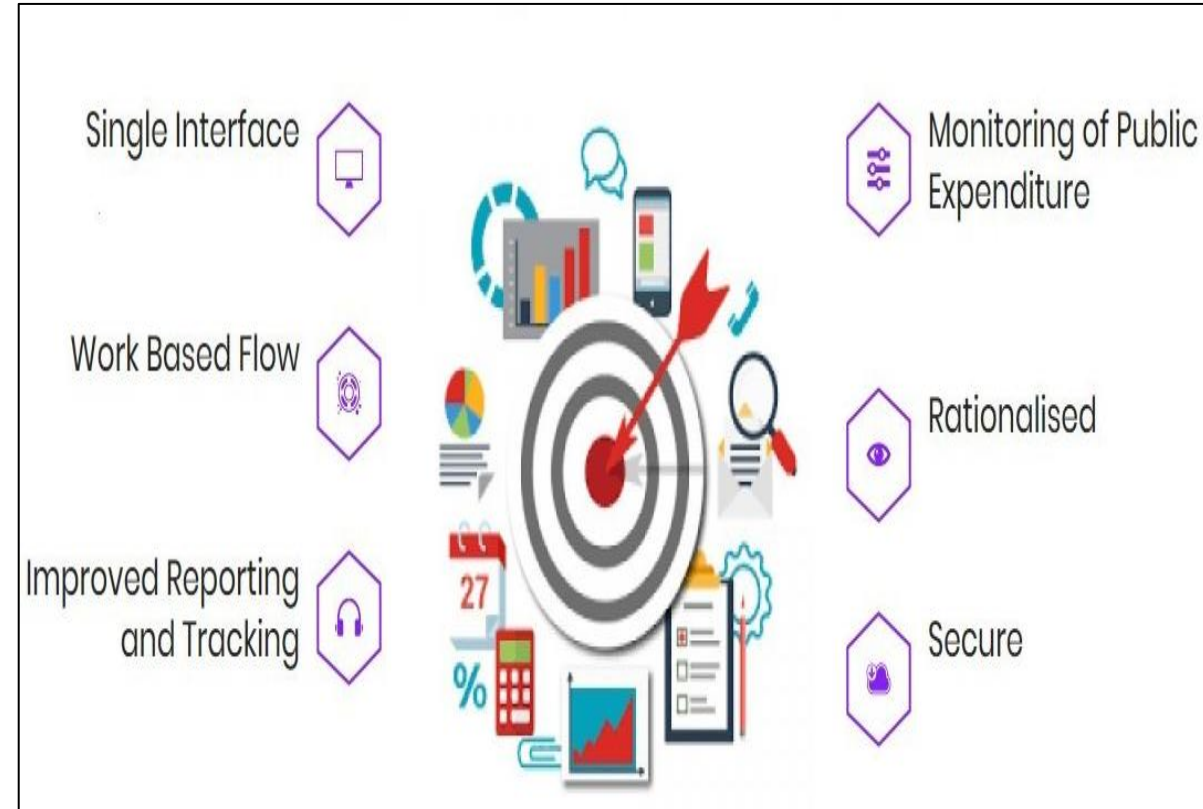 Single Interface
Work Based Flow
Improved Reporting
and Tracking
27
%
Monitoring of Public
Expenditure
Rationalised
Secure